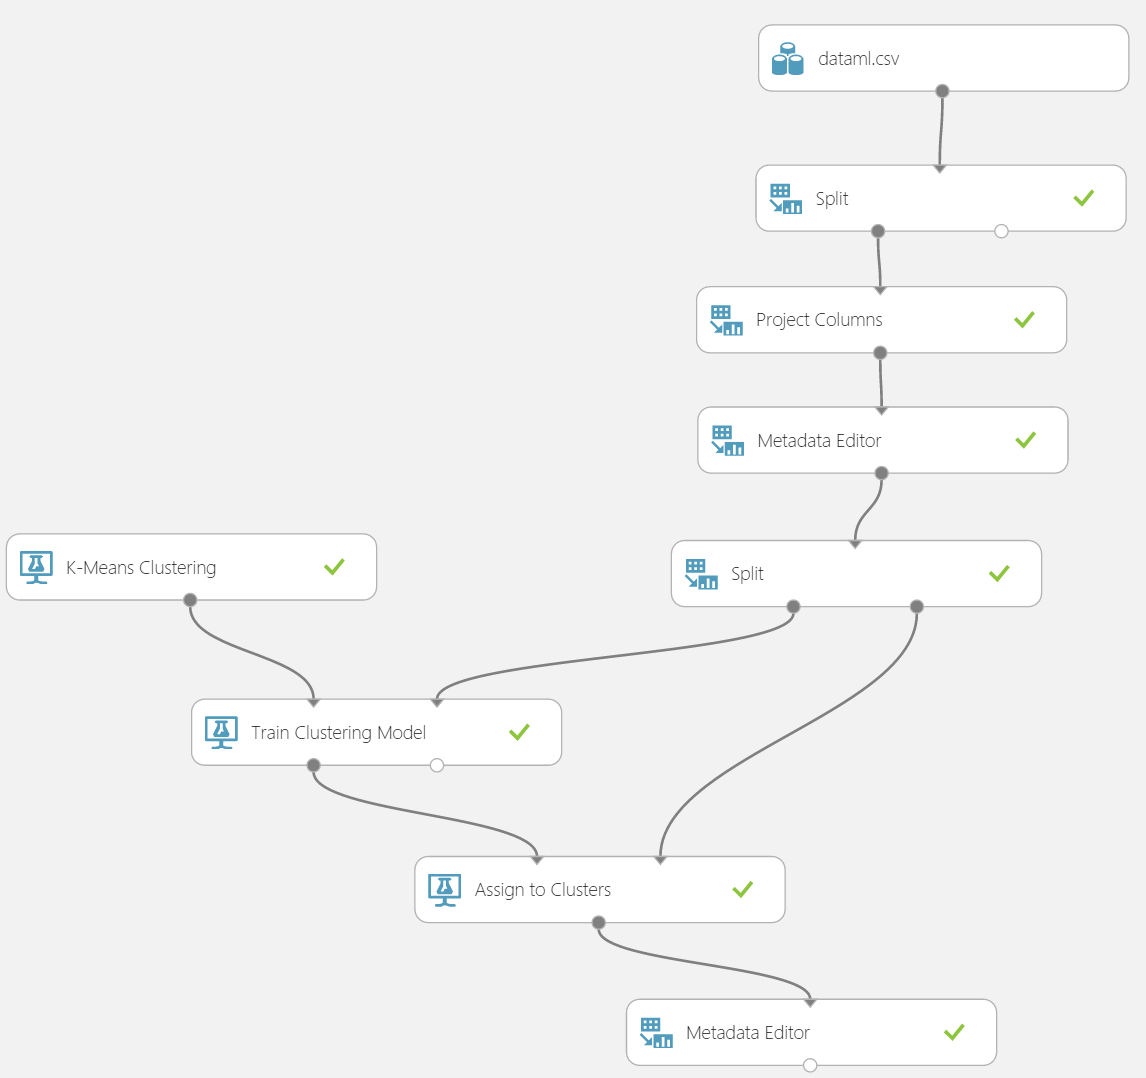 dataml.csv
Split
Project Columns
Metadata Editor
K-Means Clustering
Split
Train Clustering Model
Assign to Clusters
Metadata Editor